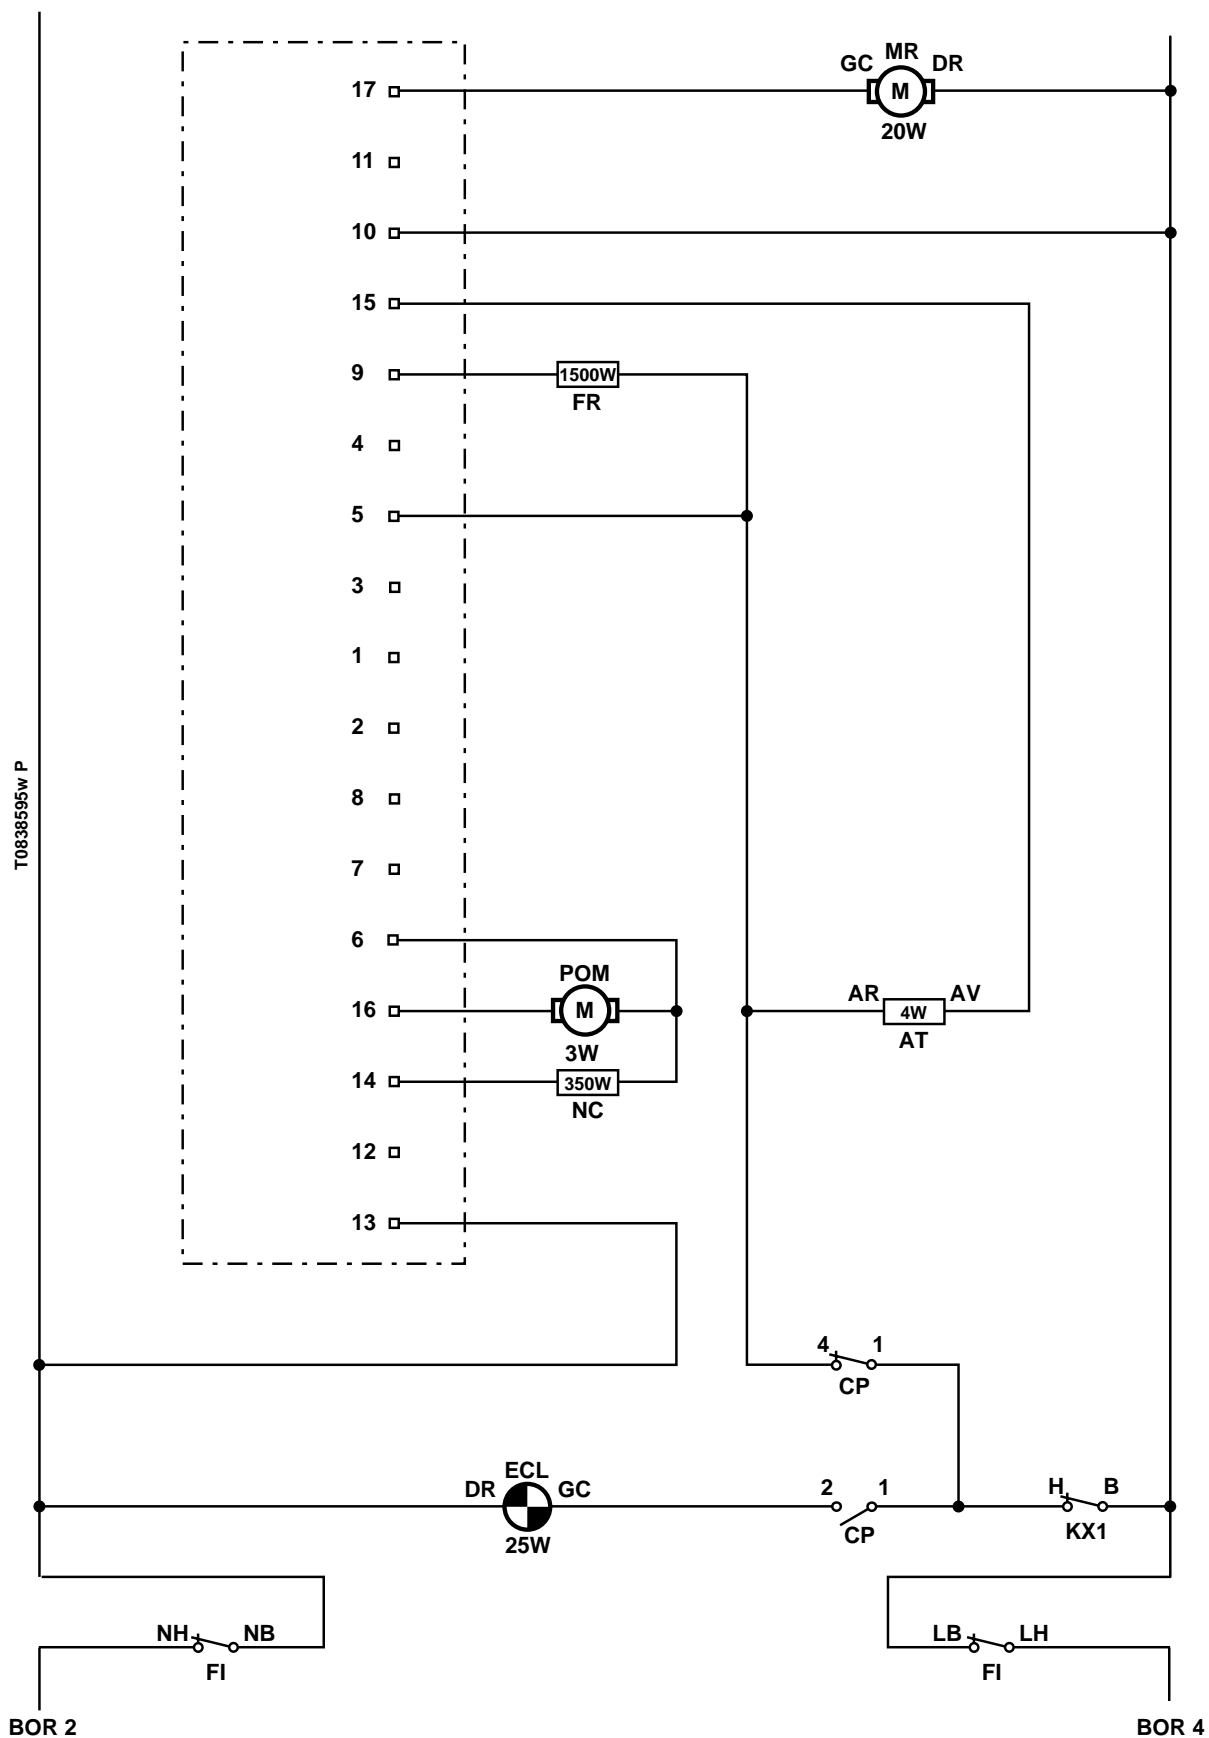 MR
GC DR
17 M
20W
11
10
15
9 1500W
FR
4
5
3
1
2
8
T0838595w P
7
6
POM
AR AV
16 M 4W
3W AT
14 350W
NC
12
13
4 1
CP
ECL
DR GC 2 1 H B
25W CP KX1
NH NB LB LH
FI FI
BOR 2 BOR 4